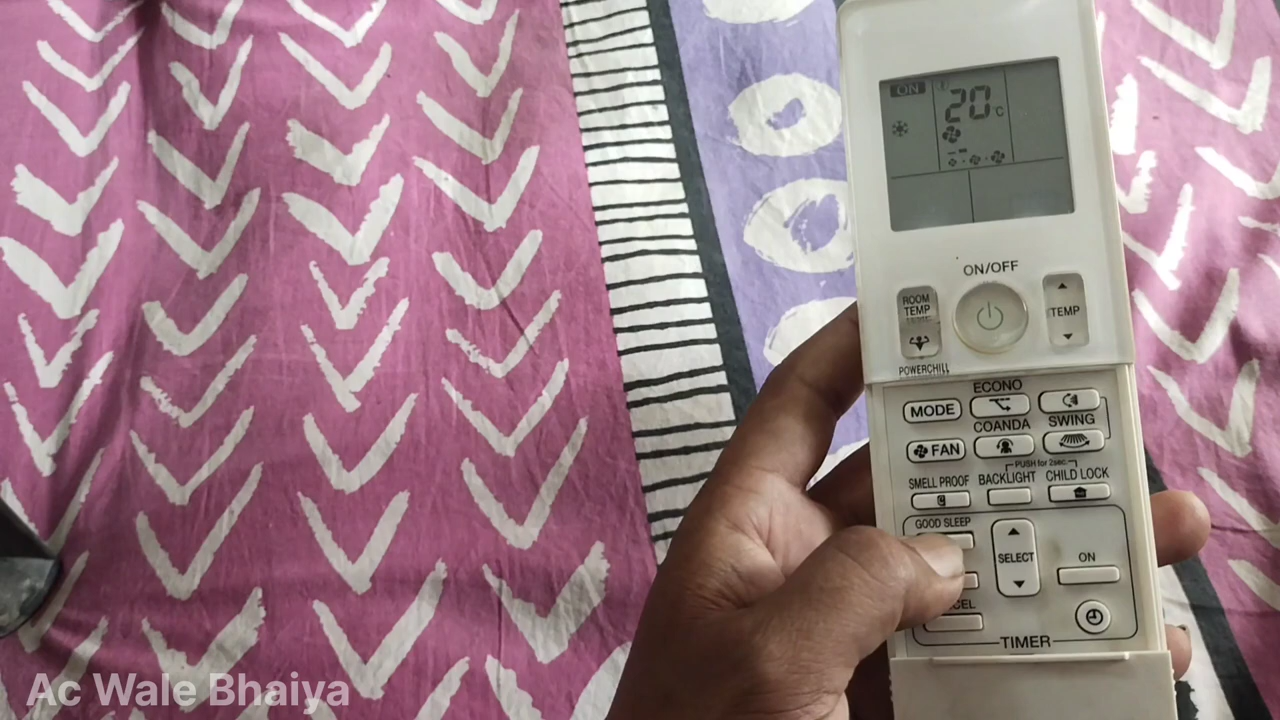 ON
20°C
ON/OFF
ROOM
TEMP
TEMP
POWERCHILL
ECONO
MODE
COANDA
SWING
FAN
PUSH for 2sec.
SMELL PROOF
BACKLIGHT
CHILD LOCK
GOOD SLEEP
SELECT
ON
CEL
TIMER
Ac Wale Bhaiya